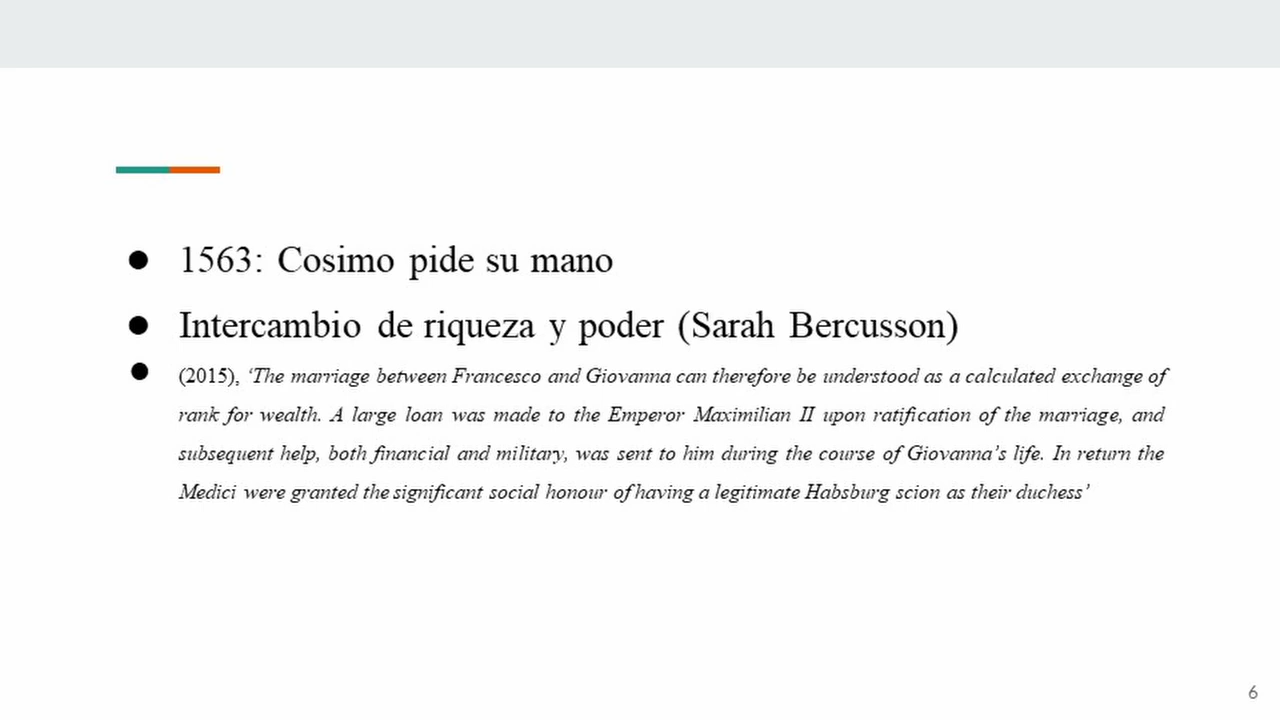 1563: Cosimo pide su mano
Intercambio de riqueza y poder (Sarah Bercusson)
(2015), ‘The marriage between Francesco and Giovanna can therefore be understood as a calculated exchange of
rank for wealth. A large loan was made to the Emperor Maximilian II upon ratification of the marriage, and
subsequent help, both financial and military, was sent to him during the course of Giovanna’s life. In return the
Medici were granted the significant social honour of having a legitimate Habsburg scion as their duchess’
6